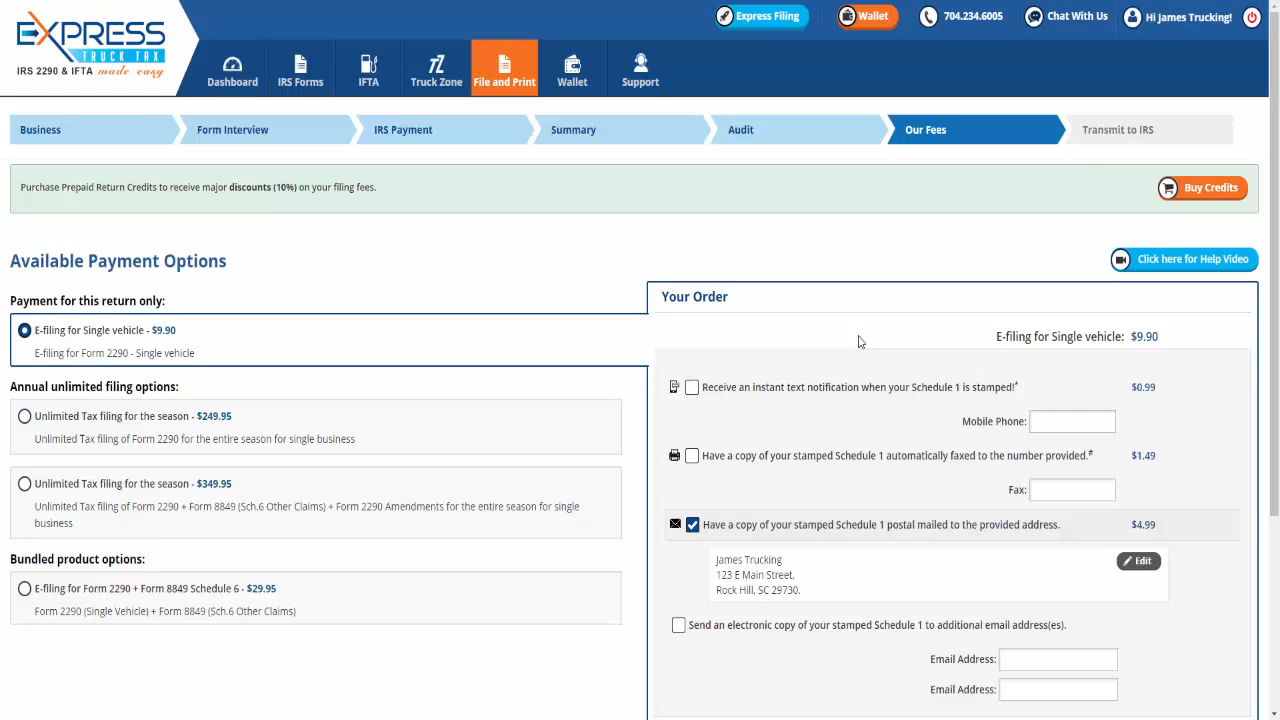 EXPRESS
TRUCK TAX
IRS 2290 & IFTA made easy
Express Filing
Wallet
704.234.6005
Chat With Us
Hi James Trucking!
Dashboard
IRS Forms
IFTA
TZ
Truck Zone
File and Print
Wallet
Support
Business
Form Interview
IRS Payment
Summary
Audit
Our Fees
Transmit to IRS
Purchase Prepaid Return Credits to receive major discounts (10%) on your filing fees.
Buy Credits
Available Payment Options
Click here for Help Video
Payment for this return only:
E-filing for Single vehicle - $9.90
E-filing for Form 2290 - Single vehicle
Annual unlimited filing options:
Unlimited Tax filing for the season - $249.95
Unlimited Tax filing of Form 2290 for the entire season for single business
Unlimited Tax filing for the season - $349.95
Unlimited Tax filing of Form 2290 + Form 8849 (Sch.6 Other Claims) + Form 2290 Amendments for the entire season for single
business
Bundled product options:
E-filing for Form 2290 + Form 8849 Schedule 6 - $29.95
Form 2290 (Single Vehicle) + Form 8849 (Sch.6 Other Claims)
Your Order
E-filing for Single vehicle: $9.90
Receive an instant text notification when your Schedule 1 is stamped!* $0.99
Mobile Phone:
Have a copy of your stamped Schedule 1 automatically faxed to the number provided.# $1.49
Fax:
Have a copy of your stamped Schedule 1 postal mailed to the provided address. $4.99
James Trucking
123 E Main Street,
Rock Hill, SC 29730.
Edit
Send an electronic copy of your stamped Schedule 1 to additional email address(es).
Email Address:
Email Address: